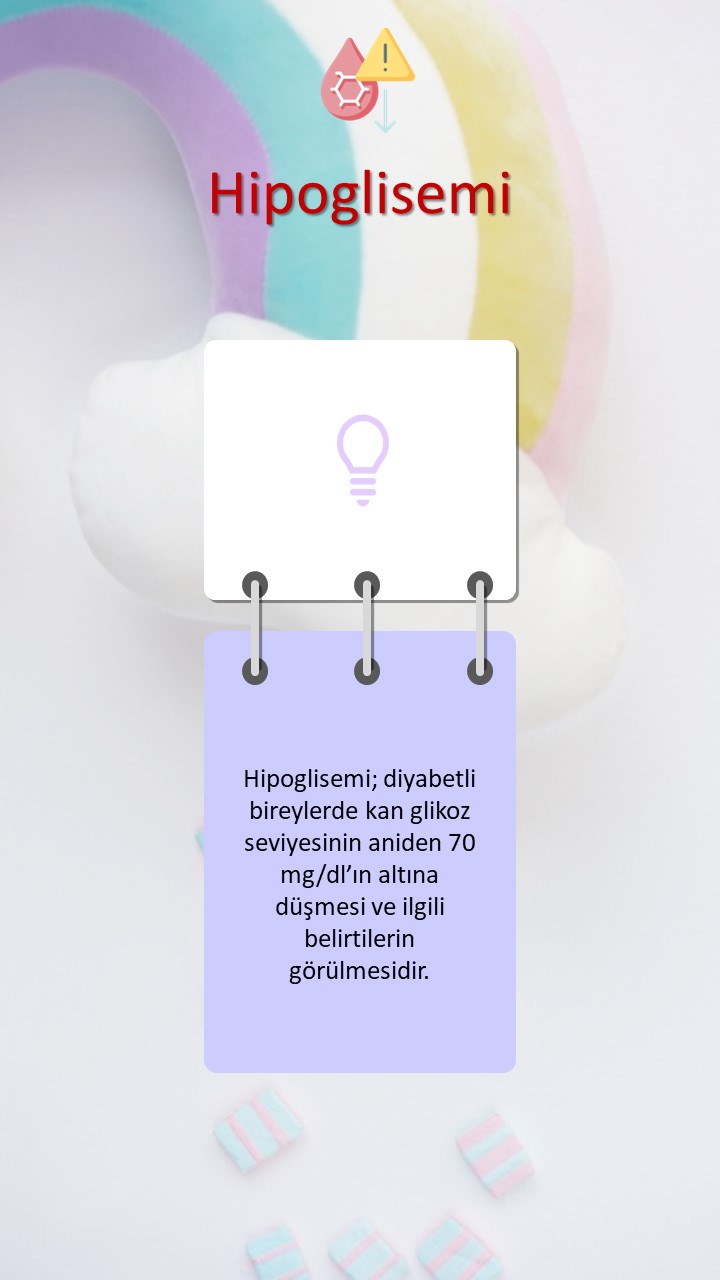 Hipoglisemi
Hipoglisemi; diyabetli
bireylerde kan glikoz
seviyesinin aniden 70
mg/dl’ın altına
düşmesi ve ilgili
belirtilerin
görülmesidir.